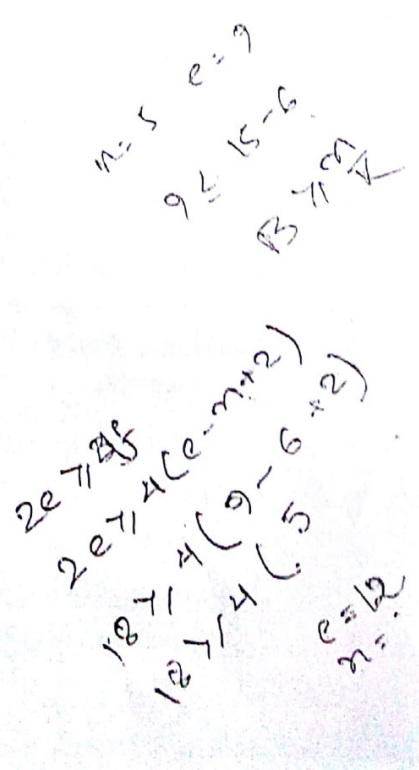 n = 5 e = 9
9 ≤ 15 - 6
2e ≥ 4(e - n + 2)
18 ≥ 4(9 - 6 + 2)
18 ≥ 4(5
e = 12
n =